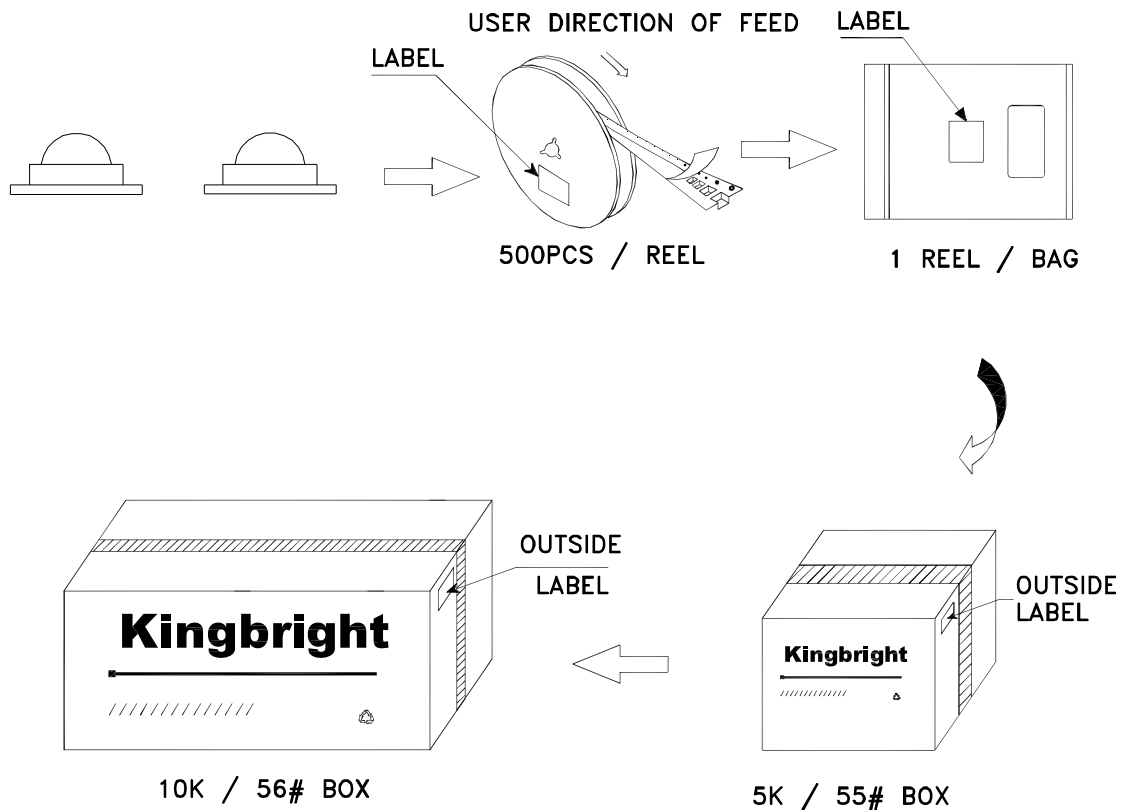 USER DIRECTION OF FEED
LABEL
LABEL
500PCS / REEL
1 REEL / BAG
OUTSIDE
LABEL
Kingbright
10K / 56# BOX
OUTSIDE
LABEL
Kingbright
5K / 55# BOX